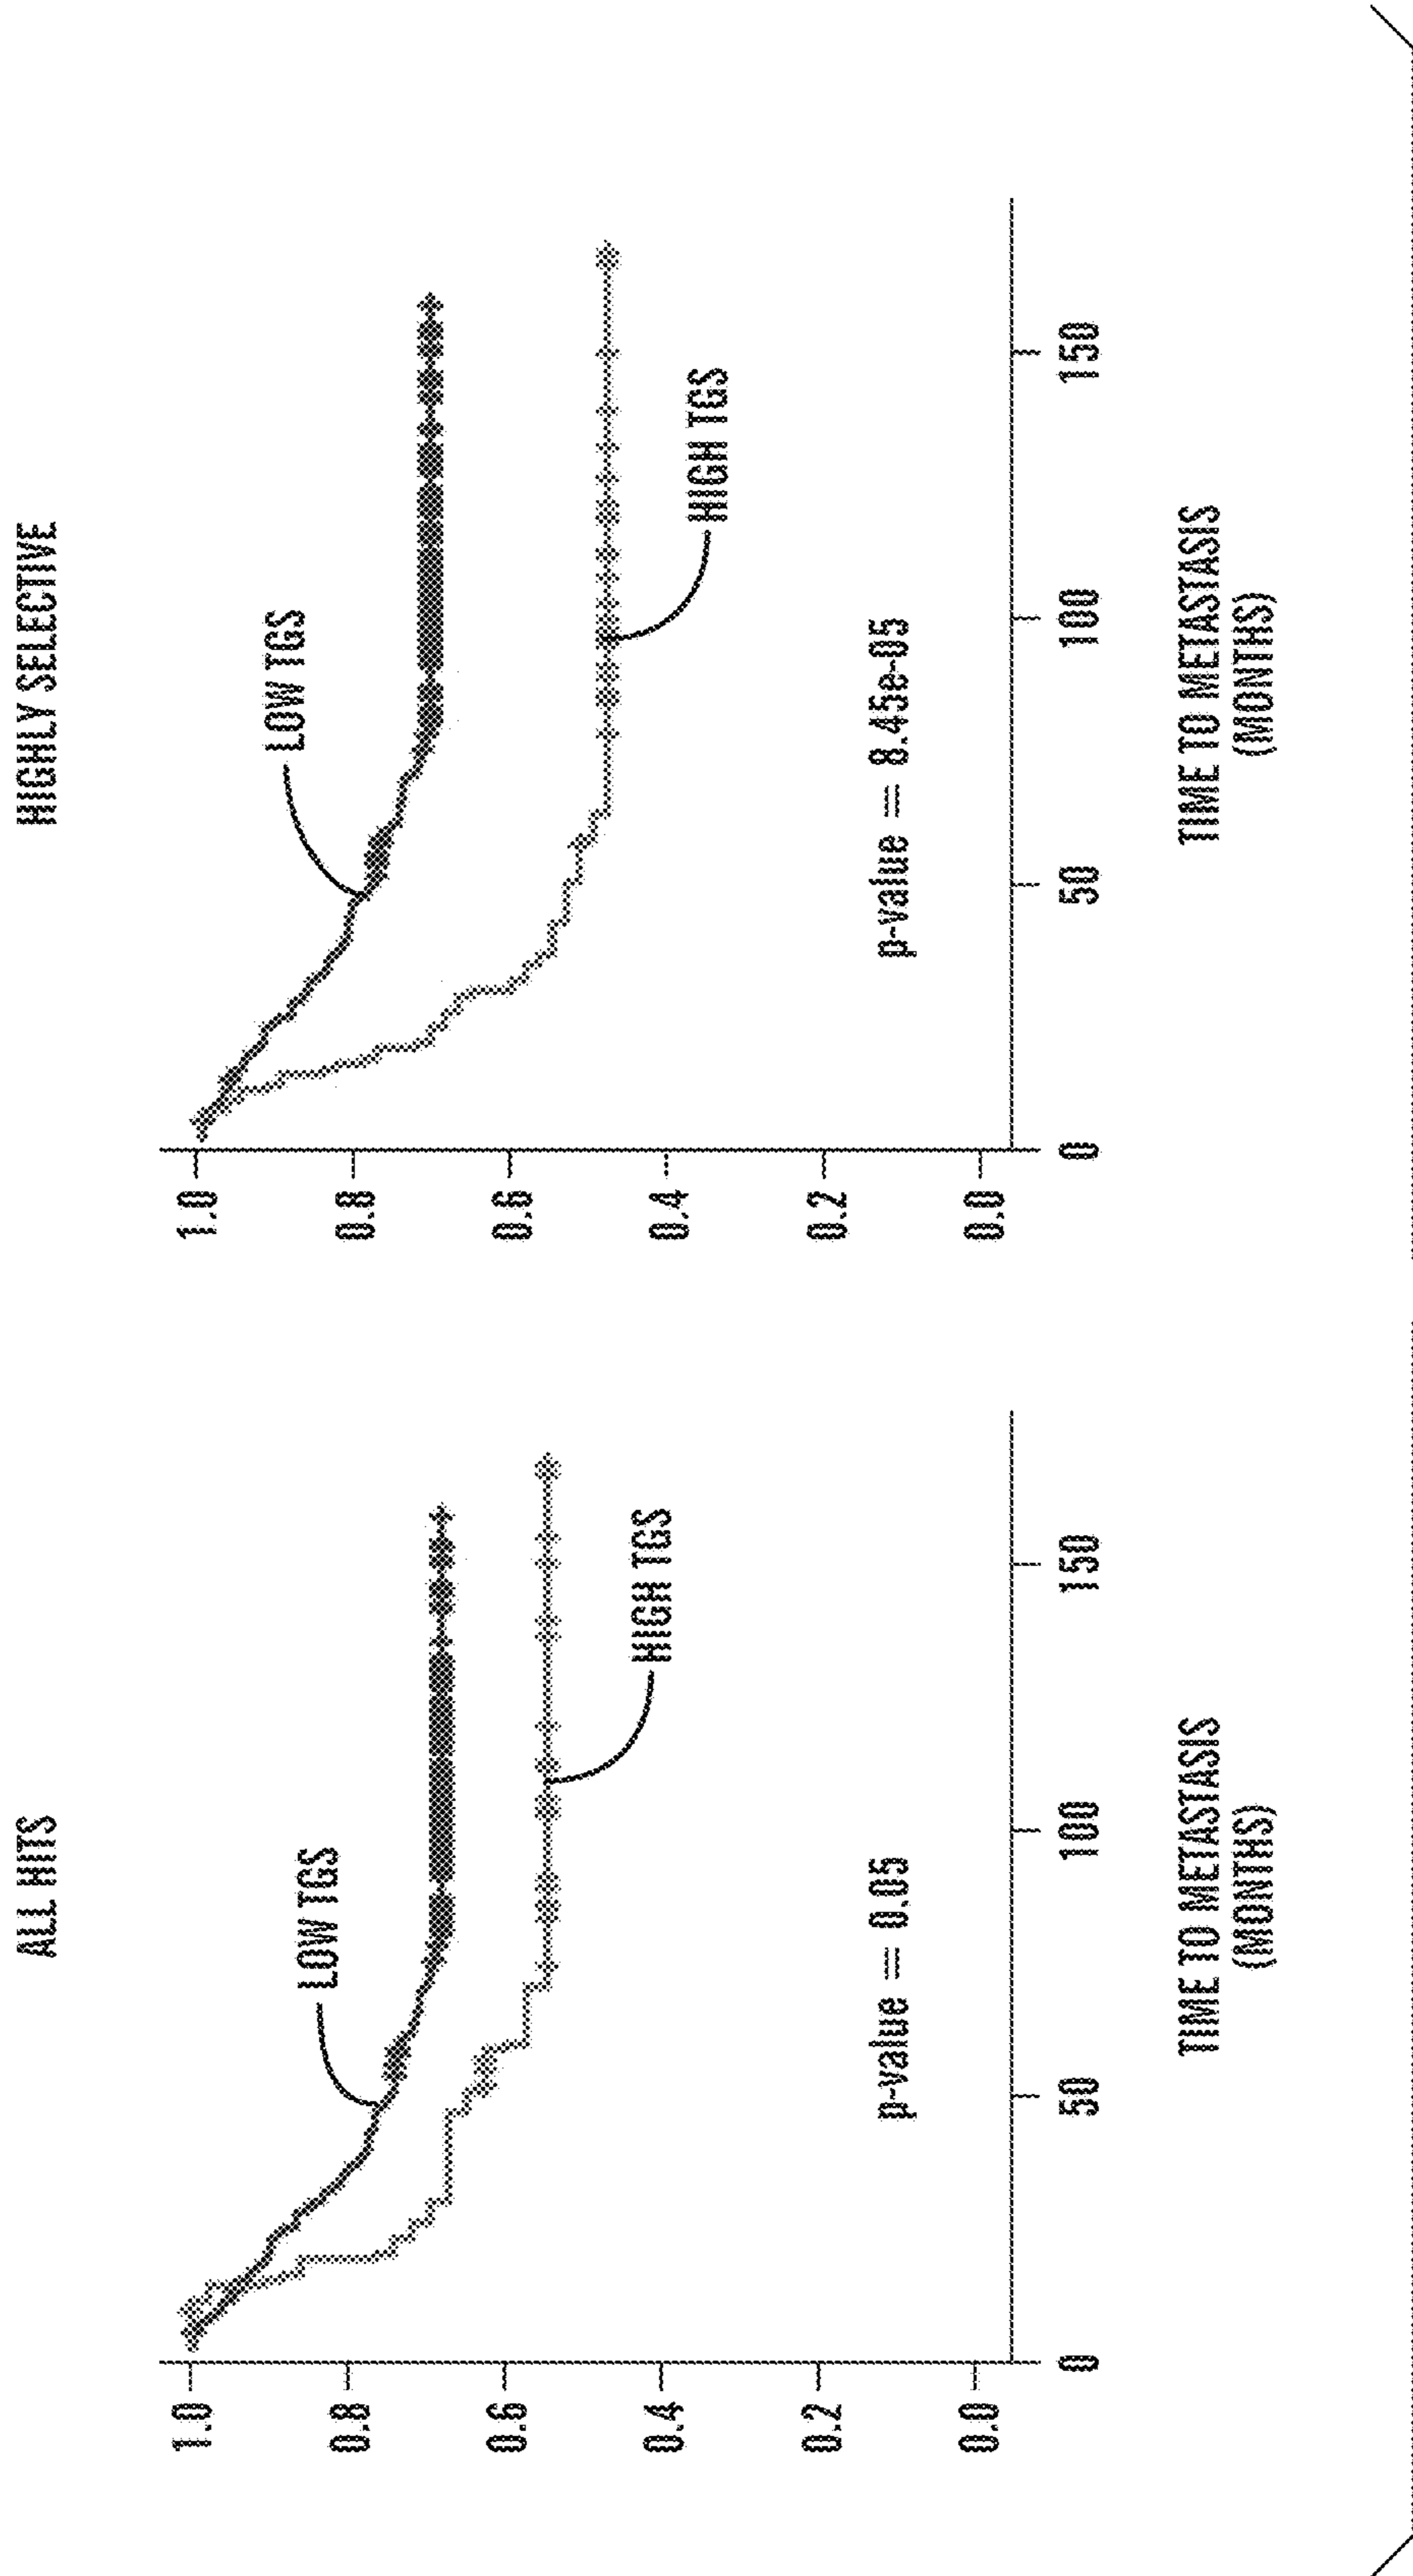 ALL HITS
1.0
0.8
0.6
0.4
0.2
0.0
LOW TGS
HIGH TGS
p-value = 0.05
0 50 100 150
TIME TO METASTASIS
(MONTHS)
HIGHLY SELECTIVE
1.0
0.8
0.6
0.4
0.2
0.0
LOW TGS
HIGH TGS
p-value = 8.45e-05
0 50 100 150
TIME TO METASTASIS
(MONTHS)